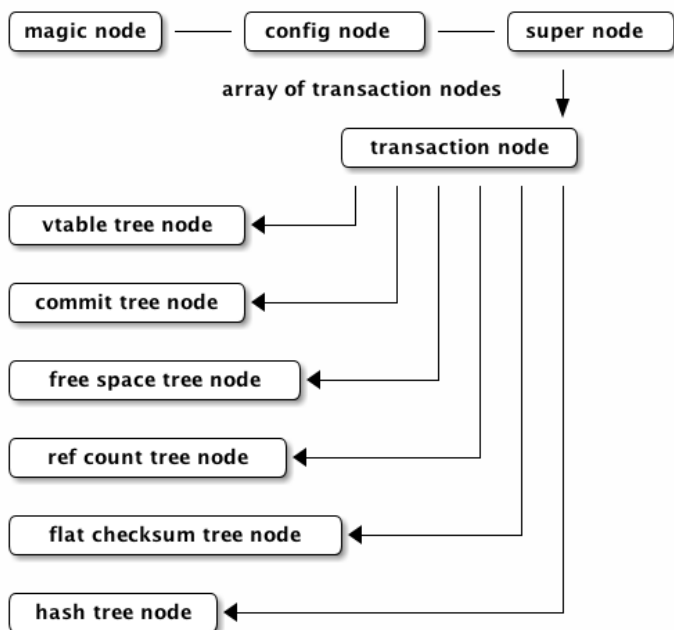 magic node config node super node
array of transaction nodes
transaction node
vtable tree node
commit tree node
free space tree node
ref count tree node
flat checksum tree node
hash tree node